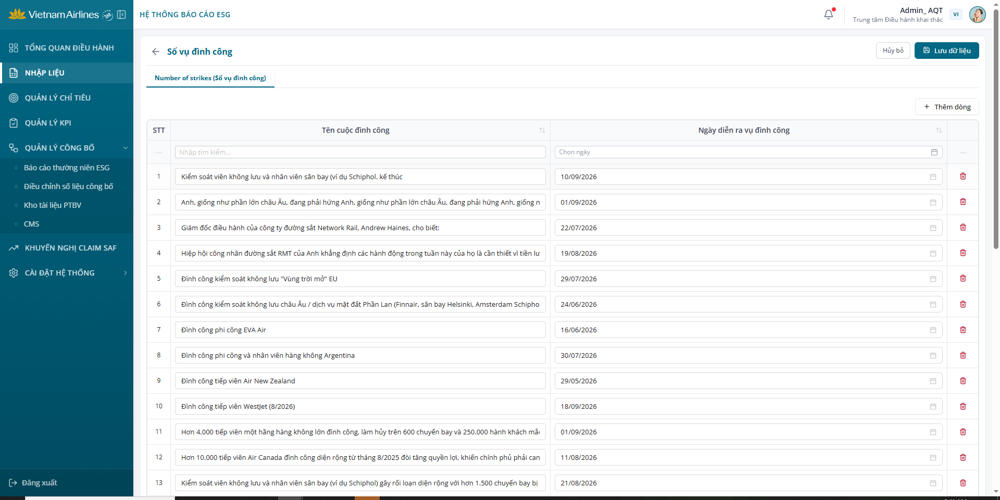 Vietnam Airlines
HỆ THỐNG BÁO CÁO ESG
Admin_ AQT
Trung tâm Điều hành khai thác
VI
TỔNG QUAN ĐIỀU HÀNH
NHẬP LIỆU
QUẢN LÝ CHỈ TIÊU
QUẢN LÝ KPI
QUẢN LÝ CÔNG BỐ
Báo cáo thường niên ESG
Điều chỉnh số liệu công bố
Kho tài liệu PTBV
CMS
KHUYẾN NGHỊ CLAIM SAF
CÀI ĐẶT HỆ THỐNG
Đăng xuất
Số vụ đình công
Hủy bỏ
Lưu dữ liệu
Number of strikes (Số vụ đình công)
+ Thêm dòng
STT Tên cuộc đình công Ngày diễn ra vụ đình công
— Nhập tìm kiếm... Chọn ngày —
1 Kiểm soát viên không lưu và nhân viên sân bay (ví dụ Schiphol. kế thúc 10/09/2026
2 Anh, giống như phần lớn châu Âu, đang phải hứng Anh, giống như phần lớn châu Âu, đang phải hứng Anh, giống n 01/09/2026
3 Giám đốc điều hành của công ty đường sắt Network Rail, Andrew Haines, cho biết: 22/07/2026
4 Hiệp hội công nhân đường sắt RMT của Anh khẳng định các hành động trong tuần này của họ là cần thiết vì tiền lư 19/08/2026
5 Đình công kiểm soát không lưu "Vùng trời mở" EU 29/07/2026
6 Đình công kiểm soát không lưu châu Âu / dịch vụ mặt đất Phần Lan (Finnair, sân bay Helsinki, Amsterdam Schipho 24/06/2026
7 Đình công phi công EVA Air 16/06/2026
8 Đình công phi công và nhân viên hàng không Argentina 30/07/2026
9 Đình công tiếp viên Air New Zealand 29/05/2026
10 Đình công tiếp viên WestJet (8/2026) 18/09/2026
11 Hơn 4.000 tiếp viên một hãng hàng không lớn đình công, làm hủy trên 600 chuyến bay và 250.000 hành khách mắc 01/09/2026
12 Hơn 10.000 tiếp viên Air Canada đình công diện rộng từ tháng 8/2025 đòi tăng quyền lợi, khiến chính phủ phải can 11/08/2026
13 Kiểm soát viên không lưu và nhân viên sân bay (ví dụ Schiphol) gây rối loạn diện rộng với hơn 1.500 chuyến bay bị 21/08/2026